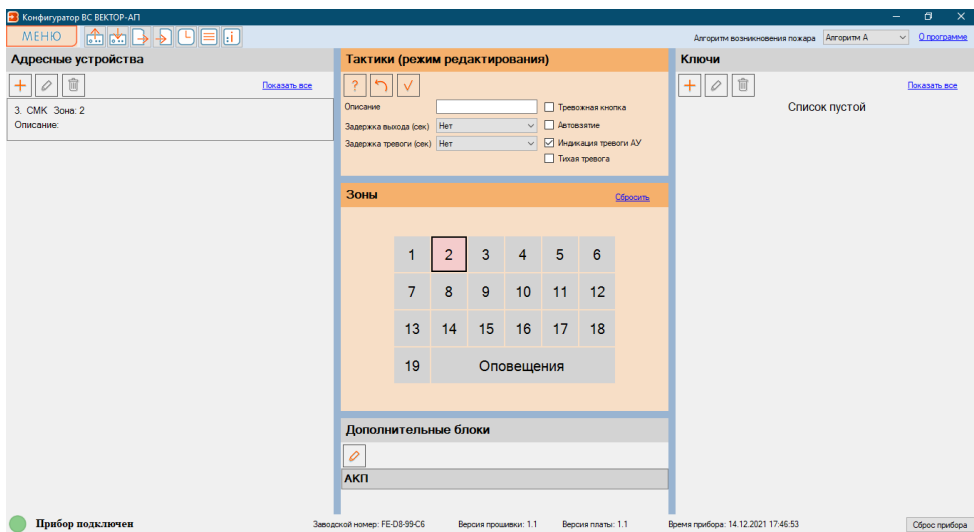 Конфигуратор ВС ВЕКТОР-АП
МЕНЮ
Алгоритм возникновения пожара Алгоритм А О программе
Адресные устройства
Показать все
3. СМК Зона: 2
Описание:
Тактики (режим редактирования)
Описание
Тревожная кнопка
Задержка выхода (сек) Нет
Автовзятие
Задержка тревоги (сек) Нет
Индикация тревоги АУ
Тихая тревога
Зоны
Сбросить
1 2 3 4 5 6
7 8 9 10 11 12
13 14 15 16 17 18
19 Оповещения
Дополнительные блоки
АКП
Ключи
Показать все
Список пустой
Прибор подключен
Заводской номер: FE-D8-99-C6
Версия прошивки: 1.1
Версия платы: 1.1
Время прибора: 14.12.2021 17:46:53
Сброс прибора